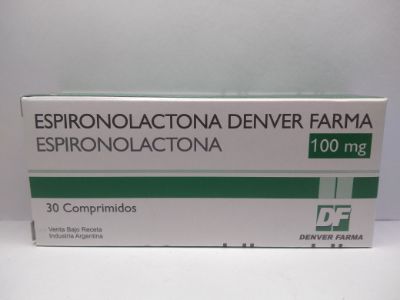 ESPIRONOLACTONA DENVER FARMA
ESPIRONOLACTONA
100 mg
30 Comprimidos
Venta Bajo Receta
Industria Argentina
DF
DENVER FARMA